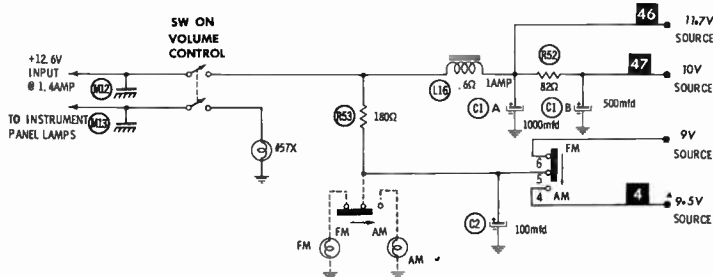 SW ON
VOLUME
CONTROL
46
11.7V
SOURCE
+12.6V
INPUT
@ 1.4AMP
M12
L16
.6Ω
1AMP
R52
82Ω
47
10V
SOURCE
C1 A
1000mfd
C1 B
500mfd
TO INSTRUMENT
PANEL LAMPS
M13
#57X
R53
180Ω
9V
SOURCE
FM
6
5
4
AM
4
9.5V
SOURCE
C2
100mfd
FM
AM
FM
AM